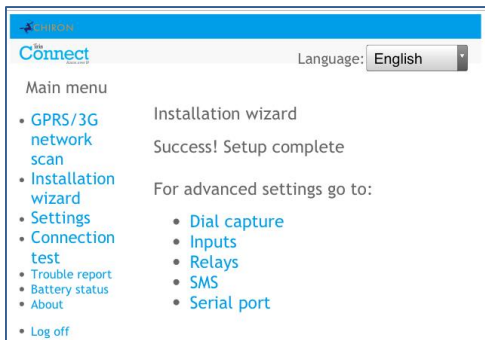 CHIRON
Iris
Connect
Language: English
Main menu
GPRS/3G
network
scan
Installation
wizard
Settings
Connection
test
Trouble report
Battery status
About
Log off
Installation wizard
Success! Setup complete
For advanced settings go to:
Dial capture
Inputs
Relays
SMS
Serial port